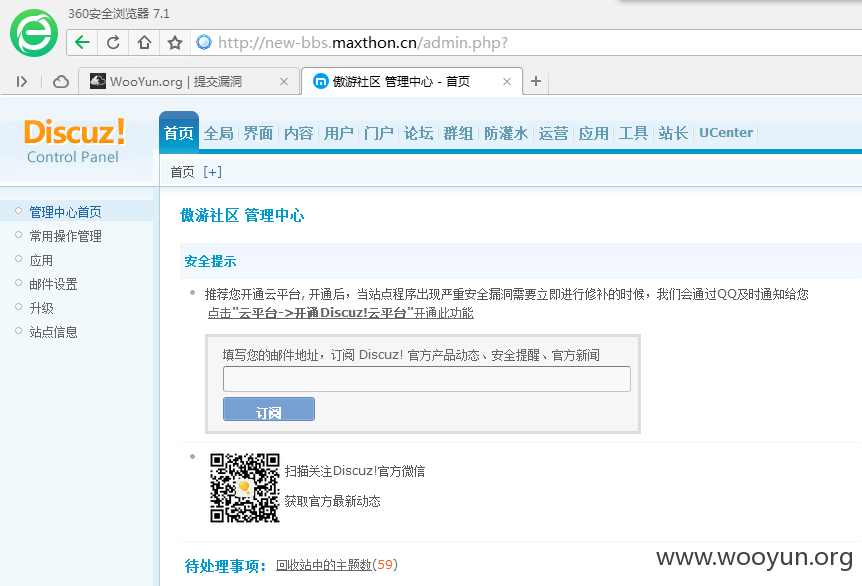 360安全浏览器 7.1
http://new-bbs.maxthon.cn/admin.php?
WooYun.org | 提交漏洞
傲游社区 管理中心 - 首页
Discuz!
Control Panel
首页 全局 界面 内容 用户 门户 论坛 群组 防灌水 运营 应用 工具 站长 UCenter
首页 [+]
管理中心首页
常用操作管理
应用
邮件设置
升级
站点信息
傲游社区 管理中心
安全提示
推荐您开通云平台, 开通后，当站点程序出现严重安全漏洞需要立即进行修补的时候，我们会通过QQ及时通知给您
点击"云平台->开通Discuz!云平台"开通此功能
填写您的邮件地址，订阅 Discuz! 官方产品动态、安全提醒、官方新闻
订阅
扫描关注Discuz!官方微信
获取官方最新动态
待处理事项: 回收站中的主题数(59)
www.wooyun.org